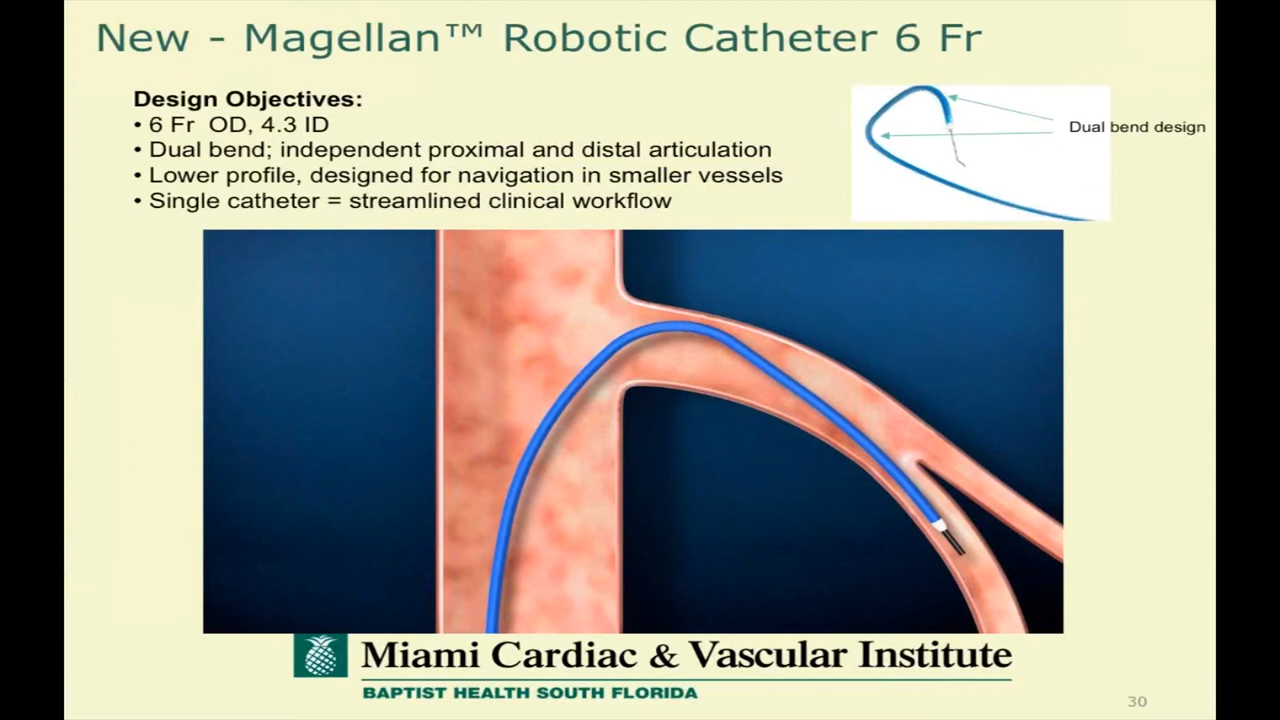 New - Magellan™ Robotic Catheter 6 Fr
Design Objectives:
• 6 Fr OD, 4.3 ID
• Dual bend; independent proximal and distal articulation
• Lower profile, designed for navigation in smaller vessels
• Single catheter = streamlined clinical workflow
Dual bend design
Miami Cardiac & Vascular Institute
BAPTIST HEALTH SOUTH FLORIDA
30